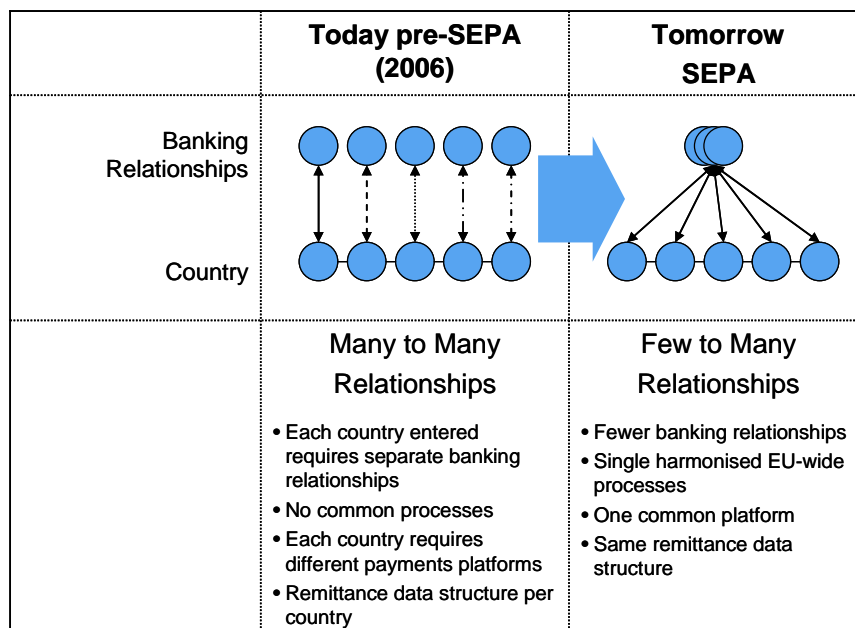 Today pre-SEPA
(2006)
Tomorrow
SEPA
Banking
Relationships
Country
Many to Many
Relationships
• Each country entered
requires separate banking
relationships
• No common processes
• Each country requires
different payments platforms
• Remittance data structure per
country
Few to Many
Relationships
• Fewer banking relationships
• Single harmonised EU-wide
processes
• One common platform
• Same remittance data
structure